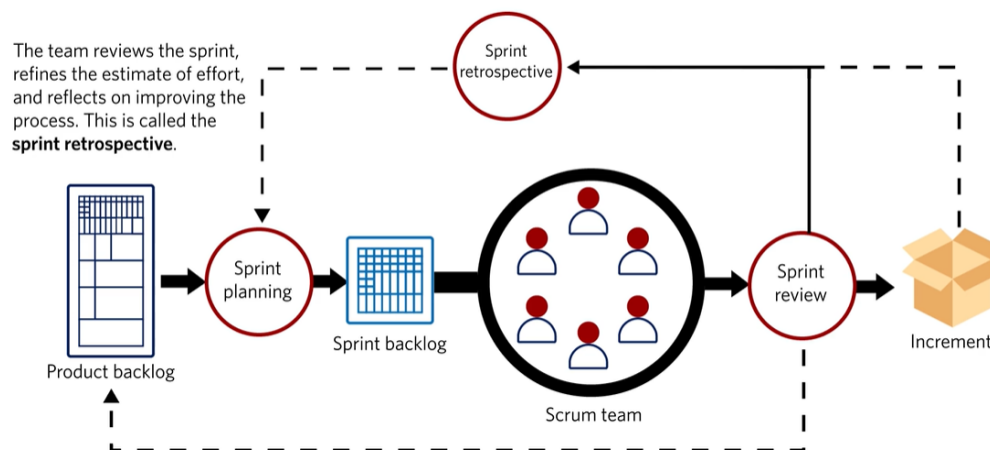 The team reviews the sprint,
refines the estimate of effort,
and reflects on improving the
process. This is called the
sprint retrospective.
Sprint
retrospective
Sprint
planning
Sprint
review
Sprint backlog
Increment
Product backlog
Scrum team